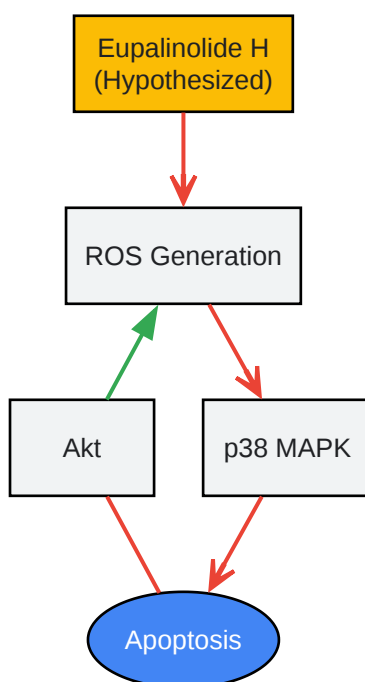 Eupalinolide H
(Hypothesized)
ROS Generation
Akt
p38 MAPK
Apoptosis